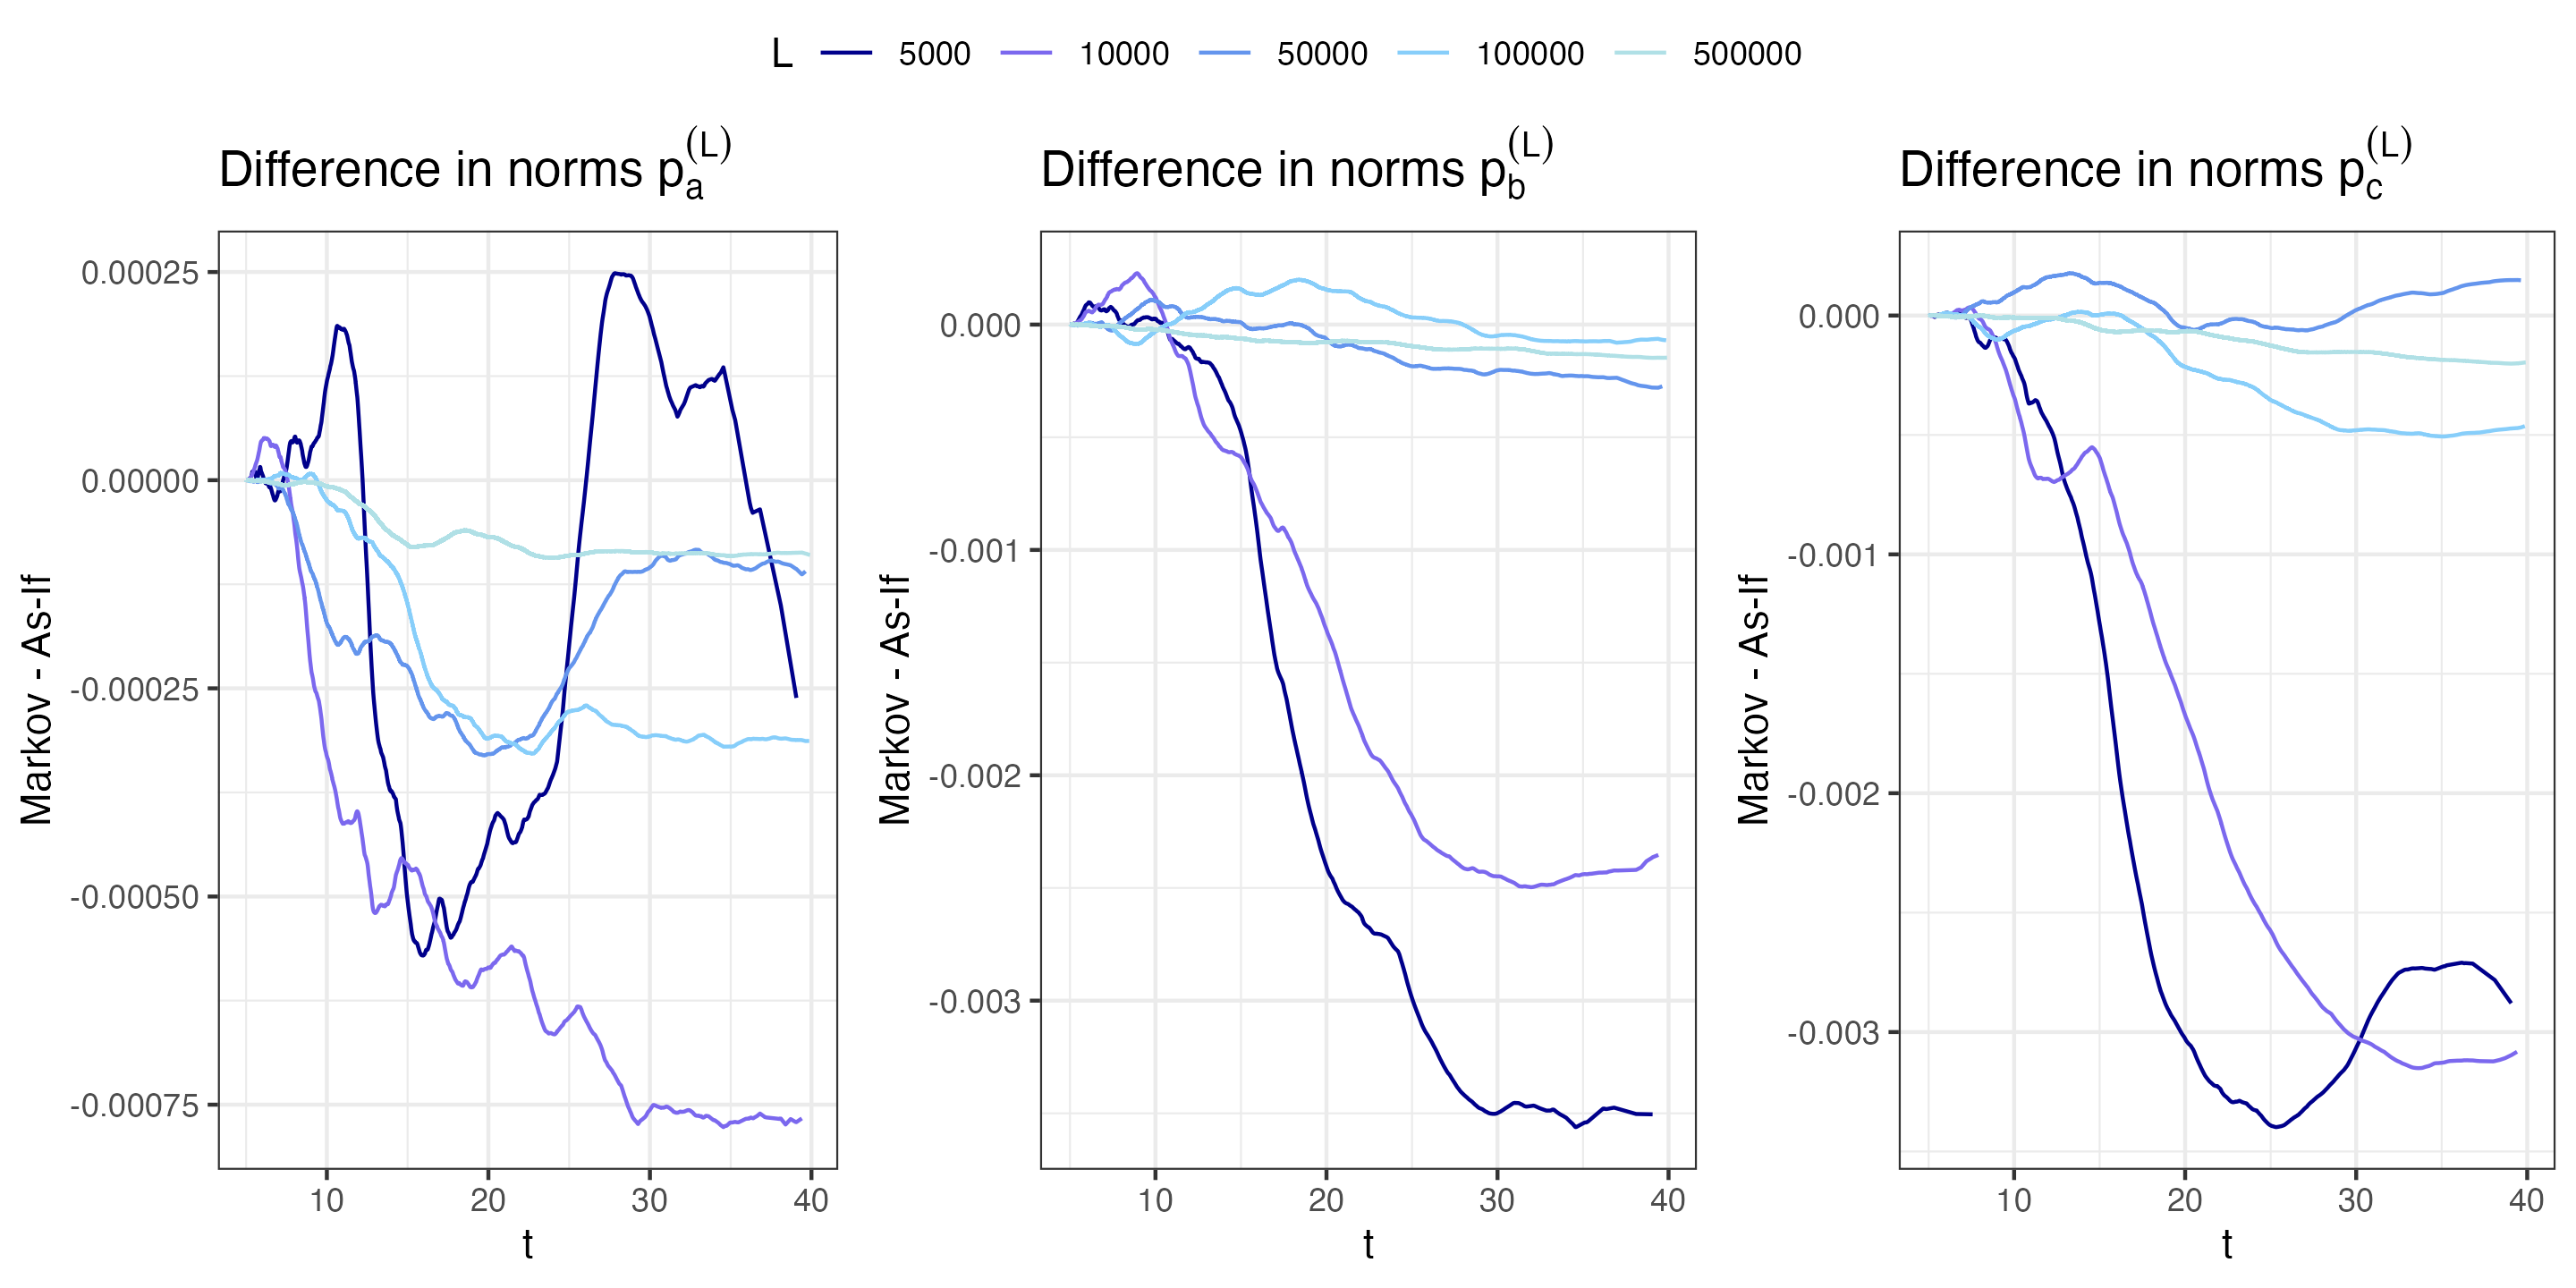 L 5000 10000 50000 100000 500000
Difference in norms p_a^(L)
0.00025
0.00000
-0.00025
-0.00050
-0.00075
10 20 30 40
t
Markov - As-If
Difference in norms p_b^(L)
0.000
-0.001
-0.002
-0.003
10 20 30 40
t
Markov - As-If
Difference in norms p_c^(L)
0.000
-0.001
-0.002
-0.003
10 20 30 40
t
Markov - As-If